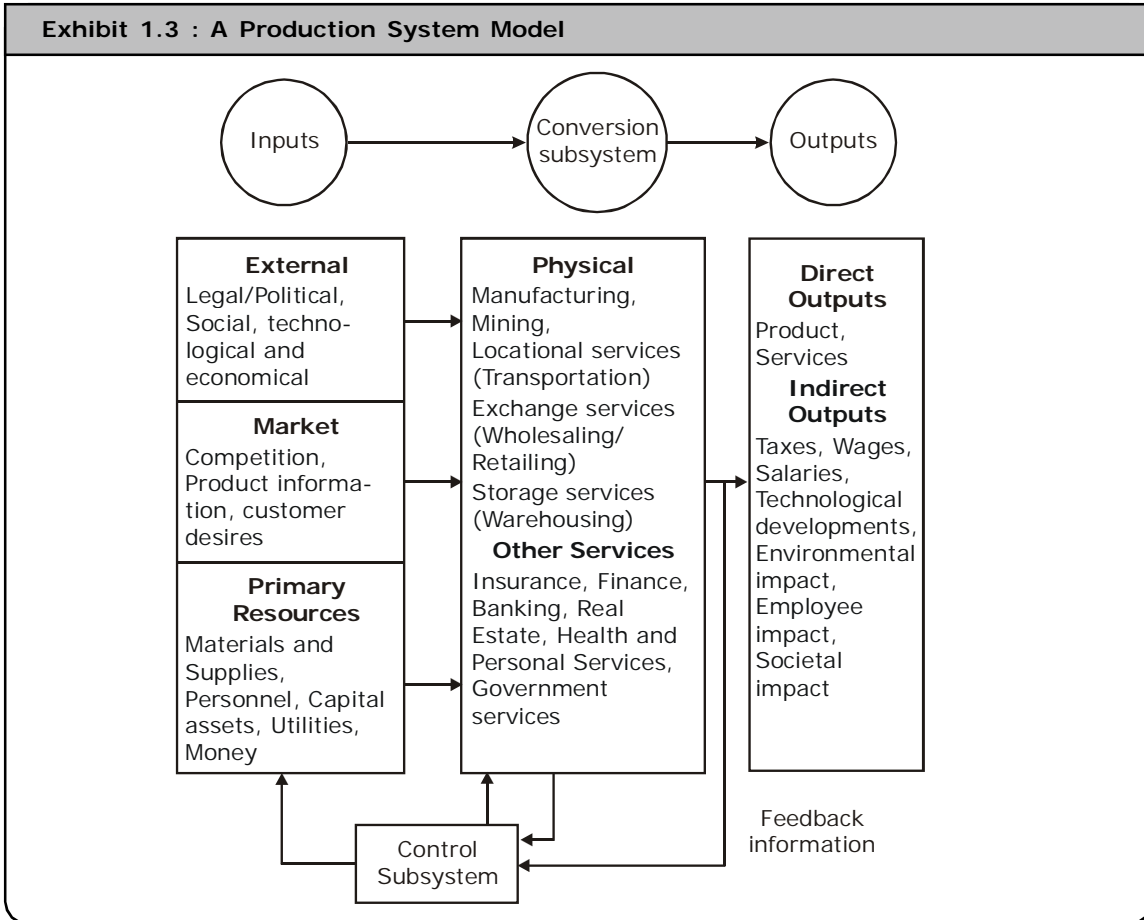 Exhibit 1.3 : A Production System Model
Inputs
Conversion
subsystem
Outputs
External
Legal/Political,
Social, techno-
logical and
economical
Market
Competition,
Product informa-
tion, customer
desires
Primary
Resources
Materials and
Supplies,
Personnel, Capital
assets, Utilities,
Money
Physical
Manufacturing,
Mining,
Locational services
(Transportation)
Exchange services
(Wholesaling/
Retailing)
Storage services
(Warehousing)
Other Services
Insurance, Finance,
Banking, Real
Estate, Health and
Personal Services,
Government
services
Direct
Outputs
Product,
Services
Indirect
Outputs
Taxes, Wages,
Salaries,
Technological
developments,
Environmental
impact,
Employee
impact,
Societal
impact
Control
Subsystem
Feedback
information